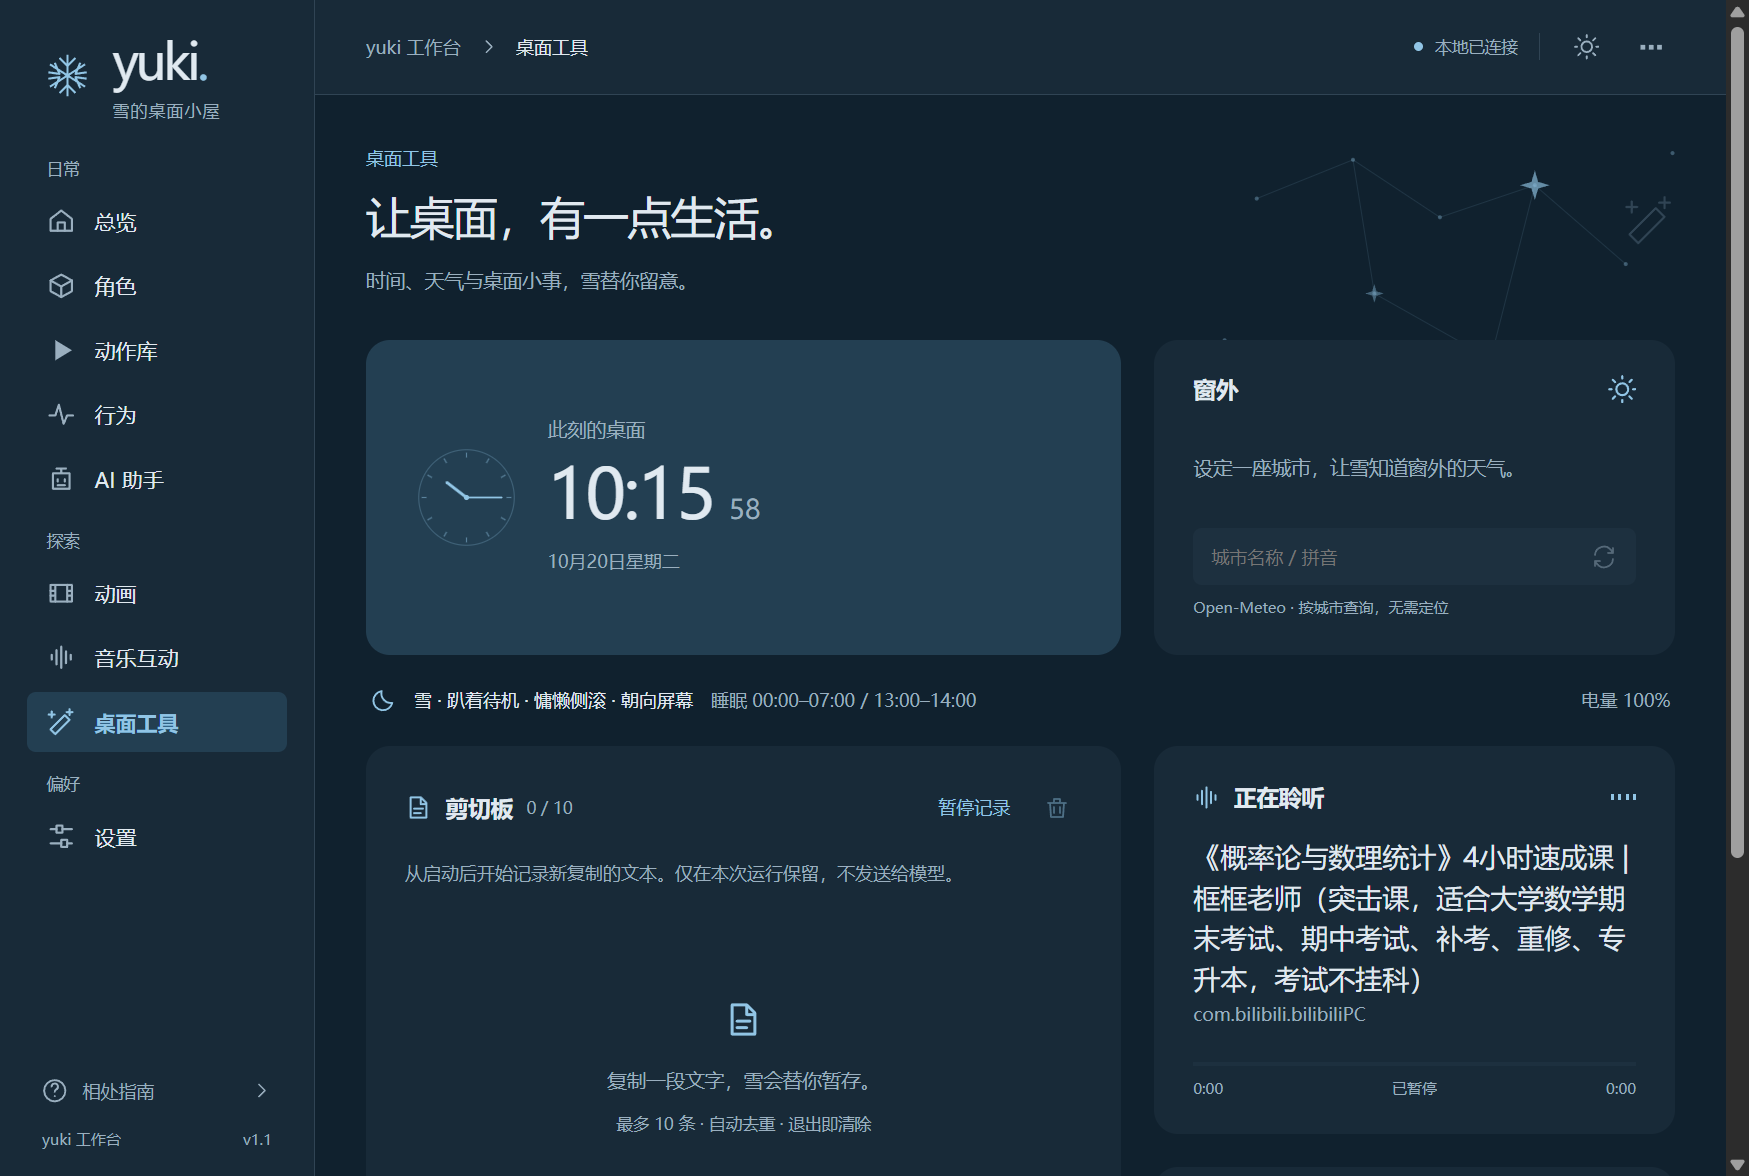 yuki.
雪的桌面小屋
日常
总览
角色
动作库
行为
AI 助手
探索
动画
音乐互动
桌面工具
偏好
设置
相处指南
yuki 工作台 v1.1
yuki 工作台 桌面工具
本地已连接
桌面工具
让桌面，有一点生活。
时间、天气与桌面小事，雪替你留意。
此刻的桌面
10:15 58
10月20日星期二
窗外
设定一座城市，让雪知道窗外的天气。
城市名称 / 拼音
Open-Meteo · 按城市查询，无需定位
雪 · 趴着待机 · 慵懒侧滚 · 朝向屏幕 睡眠 00:00–07:00 / 13:00–14:00
电量 100%
剪切板 0 / 10 暂停记录
从启动后开始记录新复制的文本。仅在本次运行保留，不发送给模型。
复制一段文字，雪会替你暂存。
最多 10 条 · 自动去重 · 退出即清除
正在聆听
《概率论与数理统计》4小时速成课 |
框框老师（突击课，适合大学数学期
末考试、期中考试、补考、重修、专
升本，考试不挂科）
com.bilibili.bilibiliPC
0:00 已暂停 0:00